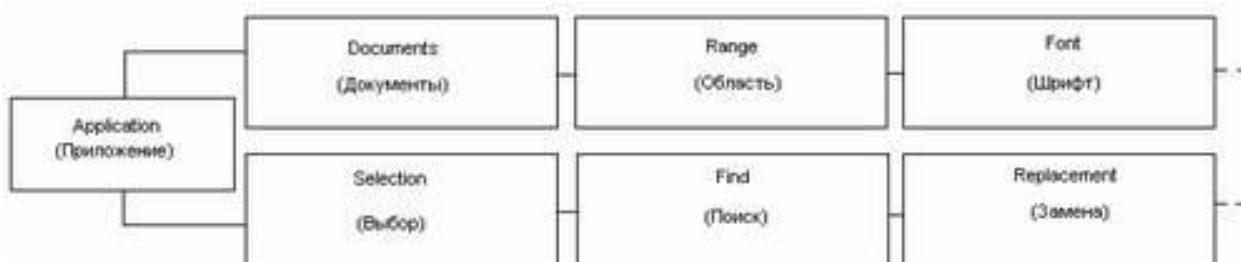 Documents
(Документы)
Range
(Область)
Font
(Шрифт)
Application
(Приложение)
Selection
(Выбор)
Find
(Поиск)
Replacement
(Замена)